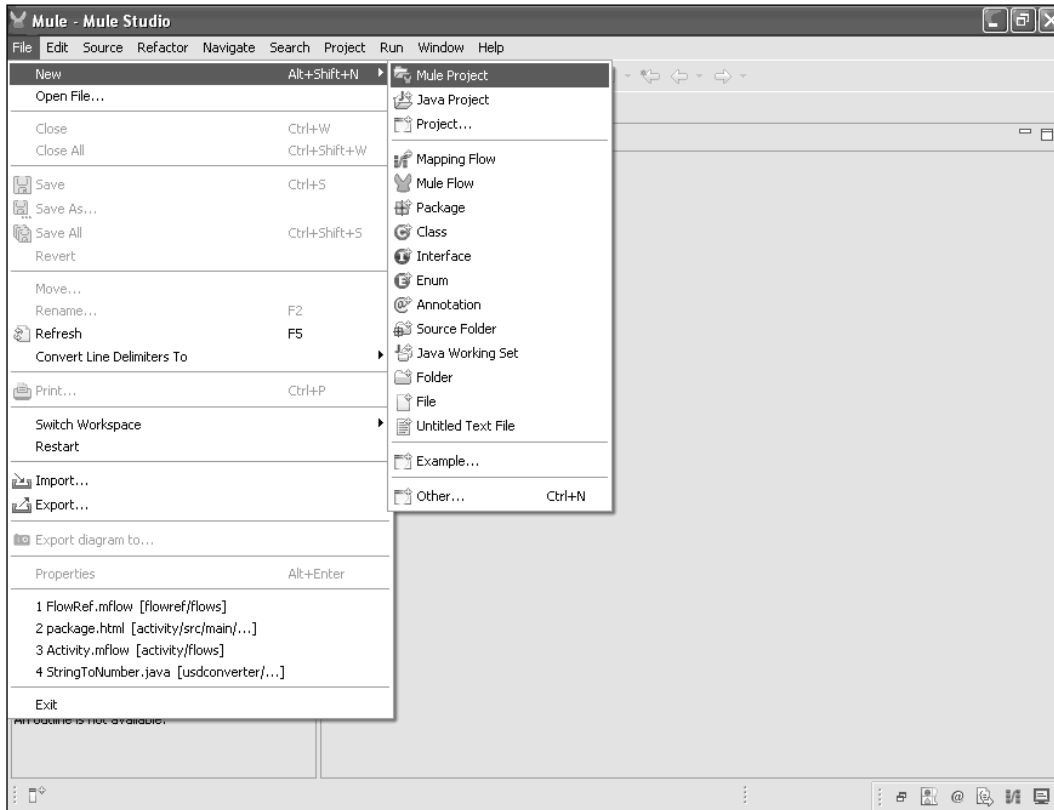 Mule - Mule Studio
File Edit Source Refactor Navigate Search Project Run Window Help
New Alt+Shift+N
Open File...
Close Ctrl+W
Close All Ctrl+Shift+W
Save Ctrl+S
Save As...
Save All Ctrl+Shift+S
Revert
Move...
Rename... F2
Refresh F5
Convert Line Delimiters To
Print... Ctrl+P
Switch Workspace
Restart
Import...
Export...
Export diagram to...
Properties Alt+Enter
1 FlowRef.mflow [flowref/flows]
2 package.html [activity/src/main/...]
3 Activity.mflow [activity/flows]
4 StringToNumber.java [usdconverter/...]
Exit
Mule Project
Java Project
Project...
Mapping Flow
Mule Flow
Package
Class
Interface
Enum
Annotation
Source Folder
Java Working Set
Folder
File
Untitled Text File
Example...
Other... Ctrl+N
An outline is not available.